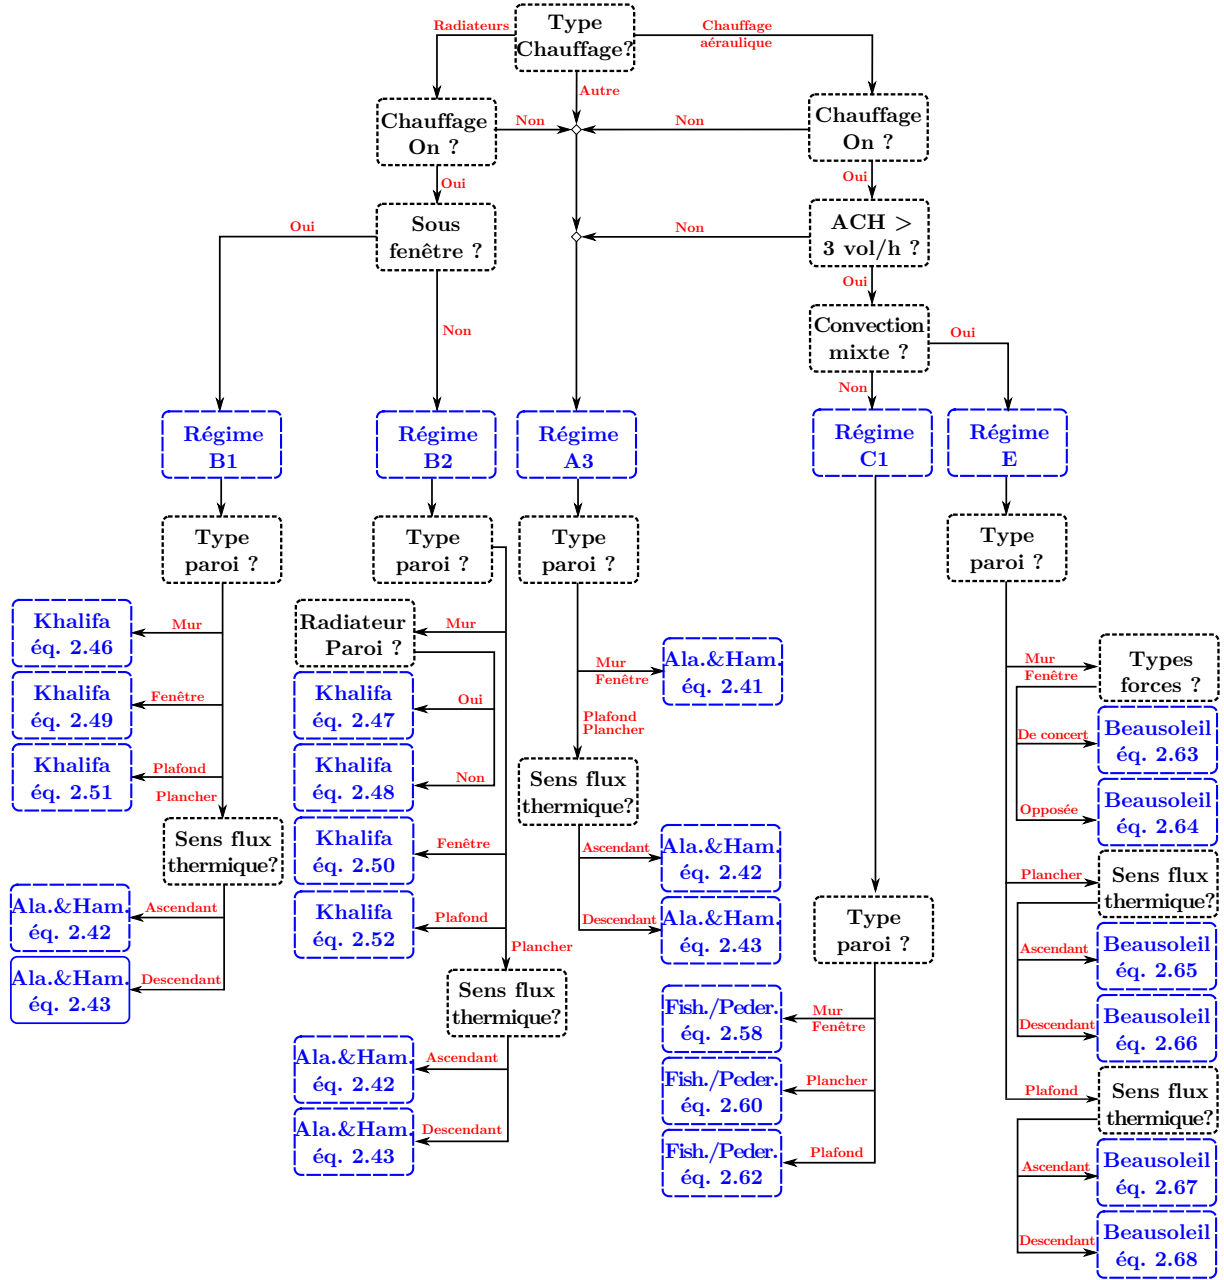 Type
Chauffage?
Radiateurs
Chauffage
aéraulique
Autre
Chauffage
On ?
Non
Non
Chauffage
On ?
Oui
Oui
Sous
fenêtre ?
Oui
Non
ACH >
3 vol/h ?
Non
Oui
Convection
mixte ?
Oui
Non
Régime
B1
Régime
B2
Régime
A3
Régime
C1
Régime
E
Type
paroi ?
Type
paroi ?
Type
paroi ?
Type
paroi ?
Khalifa
éq. 2.46
Mur
Khalifa
éq. 2.49
Fenêtre
Khalifa
éq. 2.51
Plafond
Plancher
Sens flux
thermique?
Ala.&Ham.
éq. 2.42
Ascendant
Ala.&Ham.
éq. 2.43
Descendant
Radiateur
Paroi ?
Mur
Khalifa
éq. 2.47
Oui
Khalifa
éq. 2.48
Non
Khalifa
éq. 2.50
Fenêtre
Khalifa
éq. 2.52
Plafond
Plancher
Sens flux
thermique?
Ala.&Ham.
éq. 2.42
Ascendant
Ala.&Ham.
éq. 2.43
Descendant
Mur
Fenêtre
Ala.&Ham.
éq. 2.41
Plafond
Plancher
Sens flux
thermique?
Ascendant
Ala.&Ham.
éq. 2.42
Descendant
Ala.&Ham.
éq. 2.43
Type
paroi ?
Fish./Peder.
éq. 2.58
Mur
Fenêtre
Fish./Peder.
éq. 2.60
Plancher
Fish./Peder.
éq. 2.62
Plafond
Mur
Fenêtre
Types
forces ?
De concert
Beausoleil
éq. 2.63
Opposée
Beausoleil
éq. 2.64
Plancher
Sens flux
thermique?
Ascendant
Beausoleil
éq. 2.65
Descendant
Beausoleil
éq. 2.66
Plafond
Sens flux
thermique?
Ascendant
Beausoleil
éq. 2.67
Descendant
Beausoleil
éq. 2.68